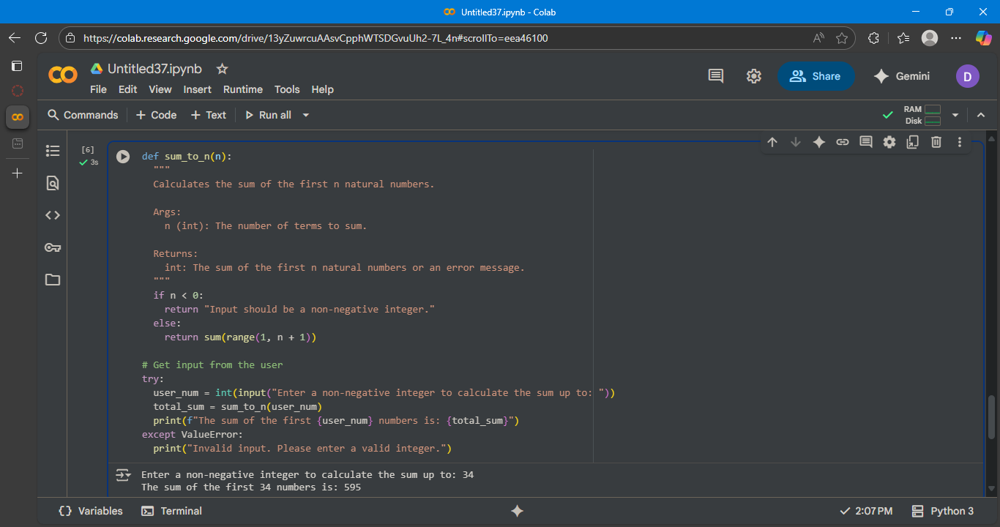 Untitled37.ipynb - Colab
https://colab.research.google.com/drive/13yZuwrcuAAsvCpphWTSDGvuUh2-7L_4n#scrollTo=eea46100
Untitled37.ipynb
File Edit View Insert Runtime Tools Help
Share
Gemini
D
Commands + Code + Text Run all
RAM
Disk
[6]
3s
def sum_to_n(n):
"""
Calculates the sum of the first n natural numbers.
Args:
n (int): The number of terms to sum.
Returns:
int: The sum of the first n natural numbers or an error message.
"""
if n < 0:
return "Input should be a non-negative integer."
else:
return sum(range(1, n + 1))
# Get input from the user
try:
user_num = int(input("Enter a non-negative integer to calculate the sum up to: "))
total_sum = sum_to_n(user_num)
print(f"The sum of the first {user_num} numbers is: {total_sum}")
except ValueError:
print("Invalid input. Please enter a valid integer.")
Enter a non-negative integer to calculate the sum up to: 34
The sum of the first 34 numbers is: 595
{} Variables Terminal
2:07 PM Python 3